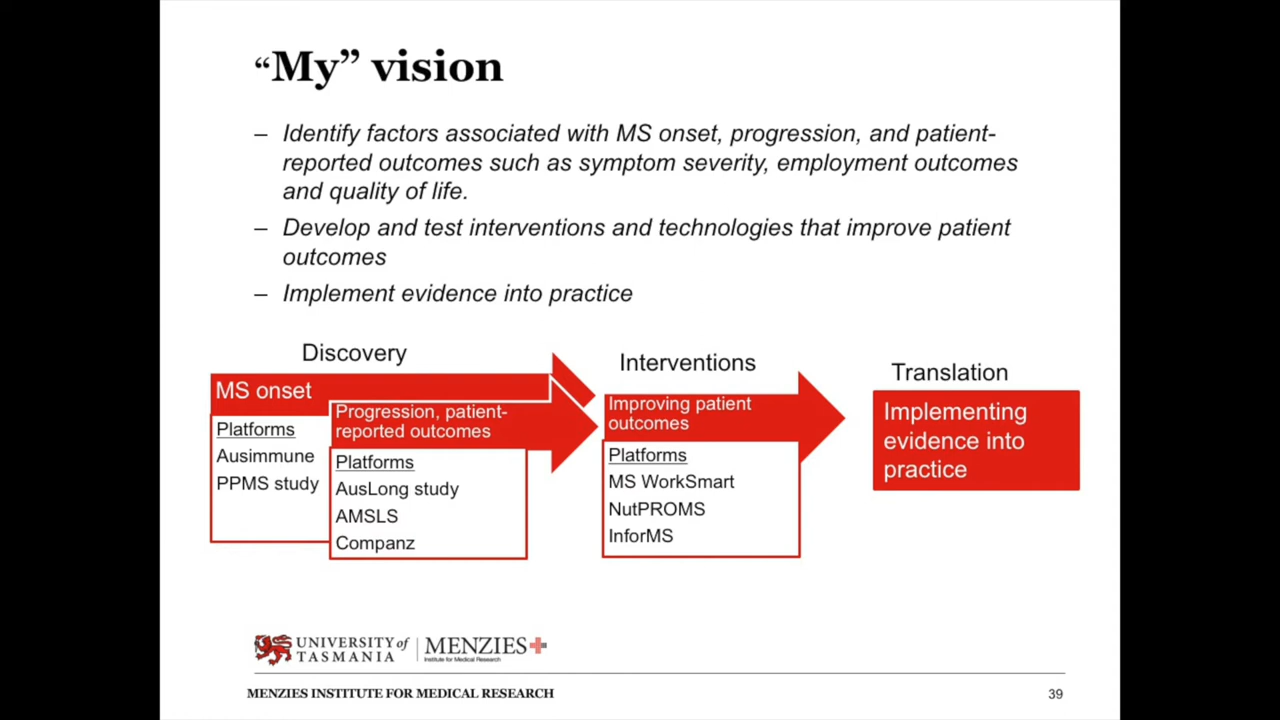 “My” vision
– Identify factors associated with MS onset, progression, and patient-
reported outcomes such as symptom severity, employment outcomes
and quality of life.
– Develop and test interventions and technologies that improve patient
outcomes
– Implement evidence into practice
Discovery
MS onset
Platforms
Ausimmune
PPMS study
Progression, patient-
reported outcomes
Platforms
AusLong study
AMSLS
Companz
Interventions
Improving patient
outcomes
Platforms
MS WorkSmart
NutPROMS
InforMS
Translation
Implementing
evidence into
practice
UNIVERSITY of
TASMANIA
MENZIES
Institute for Medical Research
MENZIES INSTITUTE FOR MEDICAL RESEARCH
39